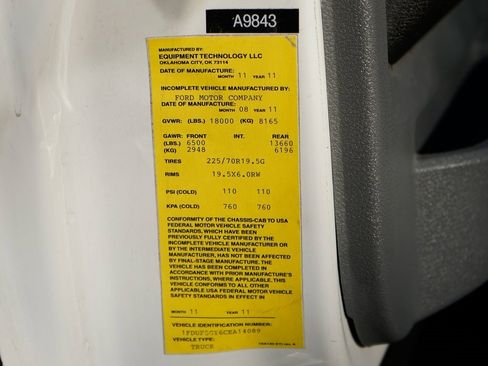 A9843
MANUFACTURED BY:
EQUIPMENT TECHNOLOGY LLC
OKLAHOMA CITY, OK 73114
DATE OF MANUFACTURE: MONTH 11 YEAR 11
INCOMPLETE VEHICLE MANUFACTURED BY:
FORD MOTOR COMPANY
DATE OF MANUFACTURE: MONTH 08 YEAR 11
GVWR: (LBS.) 18000 (KG) 8165
GAWR: FRONT INT. REAR
(LBS.) 6500 13660
(KG) 2948 6196
TIRES 225/70R19.5G
RIMS 19.5X6.0RW
PSI (COLD) 110 110
KPA (COLD) 760 760
CONFORMITY OF THE CHASSIS-CAB TO USA
FEDERAL MOTOR VEHICLE SAFETY
STANDARDS, WHICH HAVE BEEN
PREVIOUSLY FULLY CERTIFIED BY THE
INCOMPLETE VEHICLE MANUFACTURER OR
BY THE INTERMEDIATE VEHICLE
MANUFACTURER, HAS NOT BEEN AFFECTED BY
FINAL-STAGE MANUFACTURER. THE
VEHICLE HAS BEEN COMPLETED IN
ACCORDANCE WITH PRIOR MANUFACTURE'S
INSTRUCTIONS, WHERE APPLICABLE. THIS
VEHICLE CONFORMS TO ALL OTHER
APPLICABLE USA FEDERAL MOTOR VEHICLE
SAFETY STANDARDS IN EFFECT IN
MONTH 11 YEAR 11
VEHICLE IDENTIFICATION NUMBER:
VEHICLE TYPE:
TRUCK